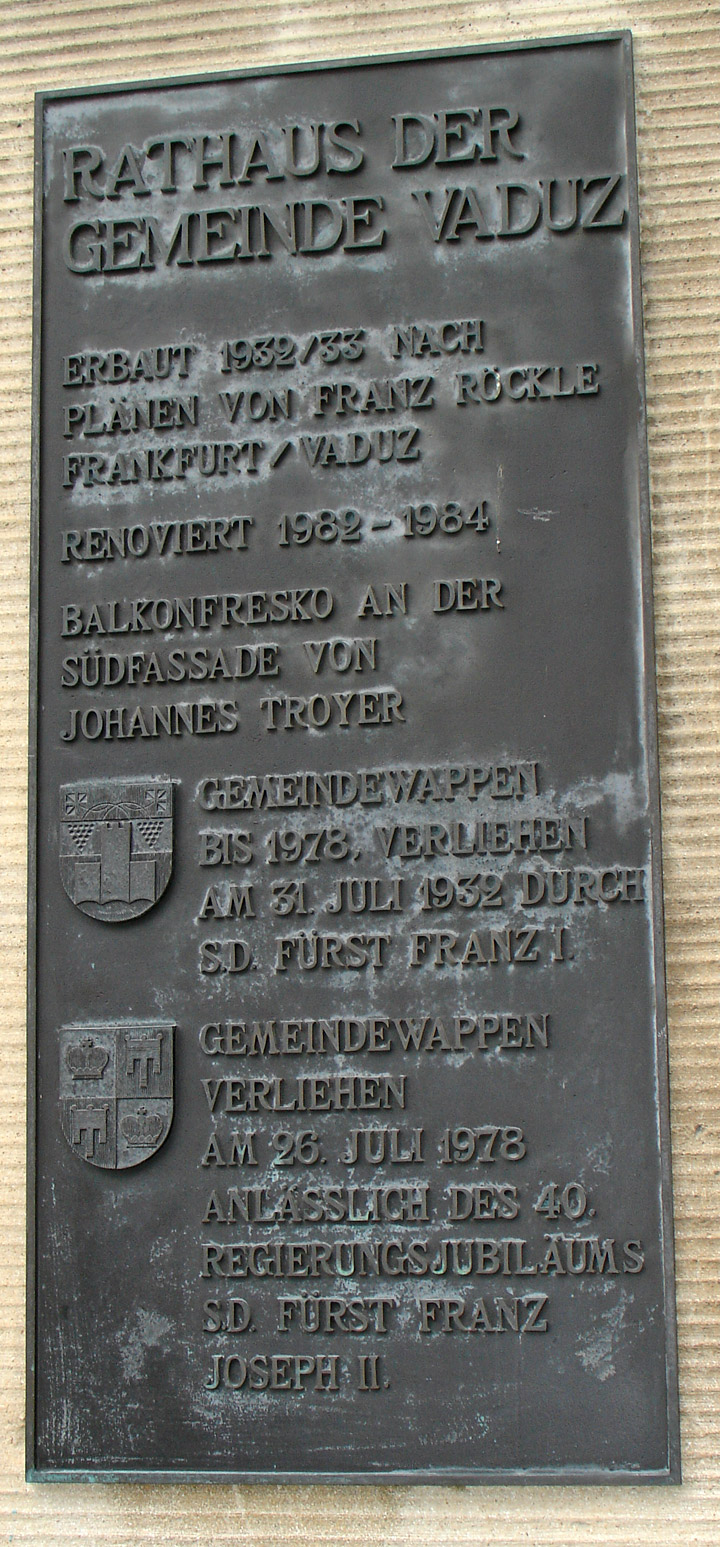 RATHAUS DER
GEMEINDE VADUZ
ERBAUT 1932/33 NACH
PLÄNEN VON FRANZ RÖCKLE
FRANKFURT/VADUZ
RENOVIERT 1982-1984
BALKONFRESKO AN DER
SÜDFASSADE VON
JOHANNES TROYER
GEMEINDEWAPPEN
BIS 1978, VERLIEHEN
AM 31. JULI 1932 DURCH
S.D. FÜRST FRANZ I.
GEMEINDEWAPPEN
VERLIEHEN
AM 26. JULI 1978
ANLÄSSLICH DES 40.
REGIERUNGSJUBILÄUMS
S.D. FÜRST FRANZ
JOSEPH II.